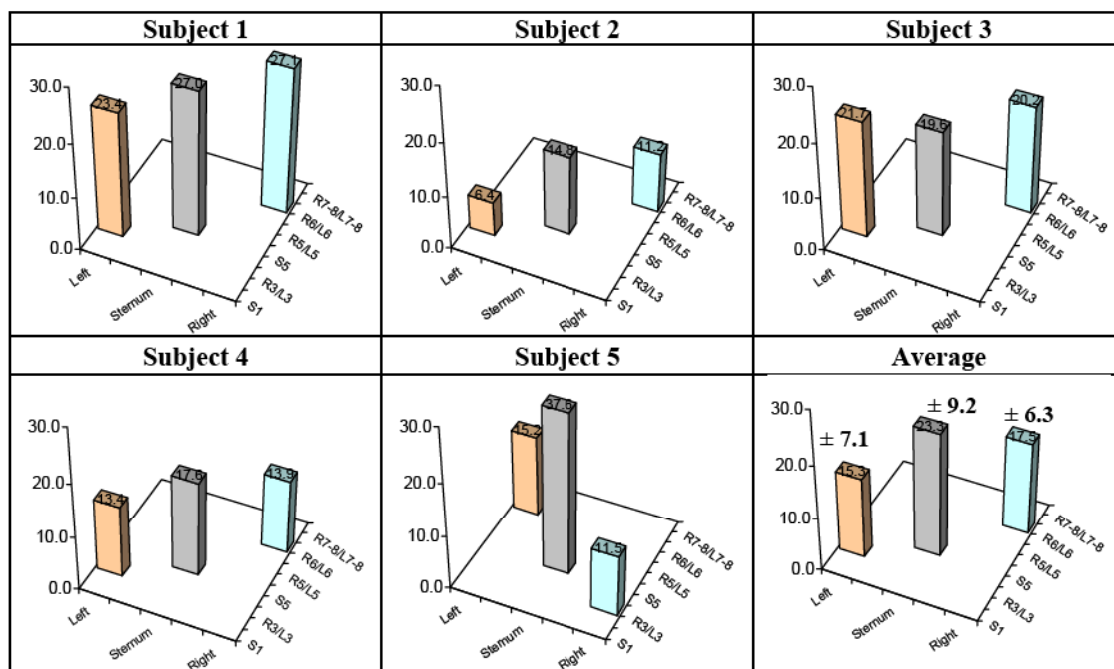 Subject 1
Subject 2
Subject 3
30.0
20.0
10.0
0.0
23.4
27.0
27.1
Left
Sternum
Right
S1
R3/L3
S5
R5/L5
R6/L6
R7-8/L7-8
30.0
20.0
10.0
0.0
6.4
14.8
11.2
Left
Sternum
Right
S1
R3/L3
S5
R5/L5
R6/L6
R7-8/L7-8
30.0
20.0
10.0
0.0
21.7
19.6
20.2
Left
Sternum
Right
S1
R3/L3
S5
R5/L5
R6/L6
R7-8/L7-8
Subject 4
Subject 5
Average
30.0
20.0
10.0
0.0
13.4
17.6
13.9
Left
Sternum
Right
S1
R3/L3
S5
R5/L5
R6/L6
R7-8/L7-8
30.0
20.0
10.0
0.0
15.2
11.5
Left
Sternum
Right
S1
R3/L3
S5
R5/L5
R6/L6
R7-8/L7-8
30.0
20.0
10.0
0.0
± 7.1
± 9.2
± 6.3
15.3
23.3
17.5
Left
Sternum
Right
S1
R3/L3
S5
R5/L5
R6/L6
R7-8/L7-8